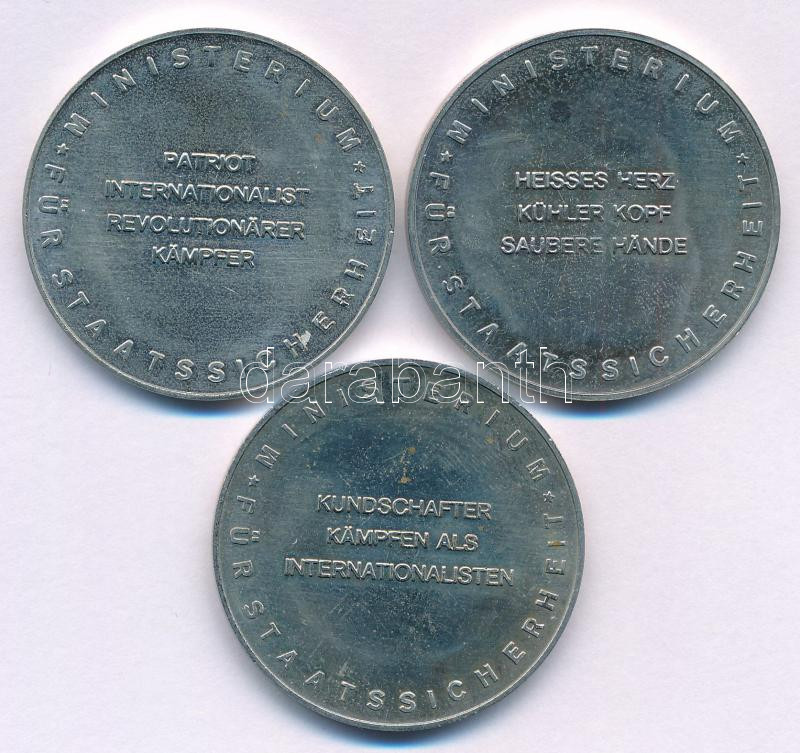 ★ MINISTERIUM ★
FÜR STAATSSICHERHEIT
PATRIOT
INTERNATIONALIST
REVOLUTIONÄRER
KÄMPFER
★ MINISTERIUM ★
FÜR STAATSSICHERHEIT
HEISSES HERZ
KÜHLER KOPF
SAUBERE HÄNDE
darabanth
★ MINISTERIUM ★
FÜR STAATSSICHERHEIT
KUNDSCHAFTER
KÄMPFEN ALS
INTERNATIONALISTEN